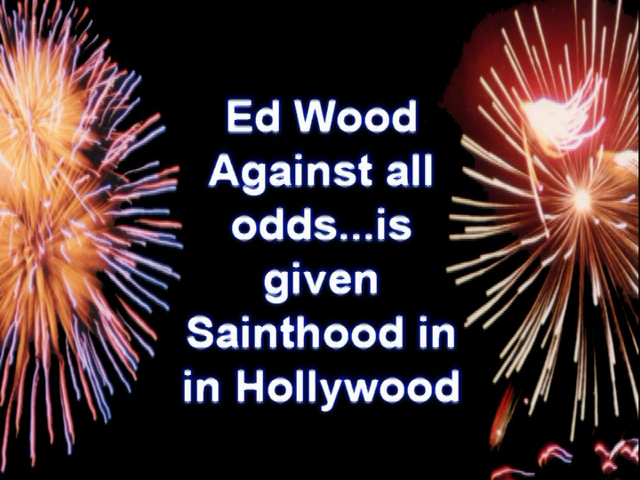 Ed Wood
Against all
odds...is
given
Sainthood in
in Hollywood